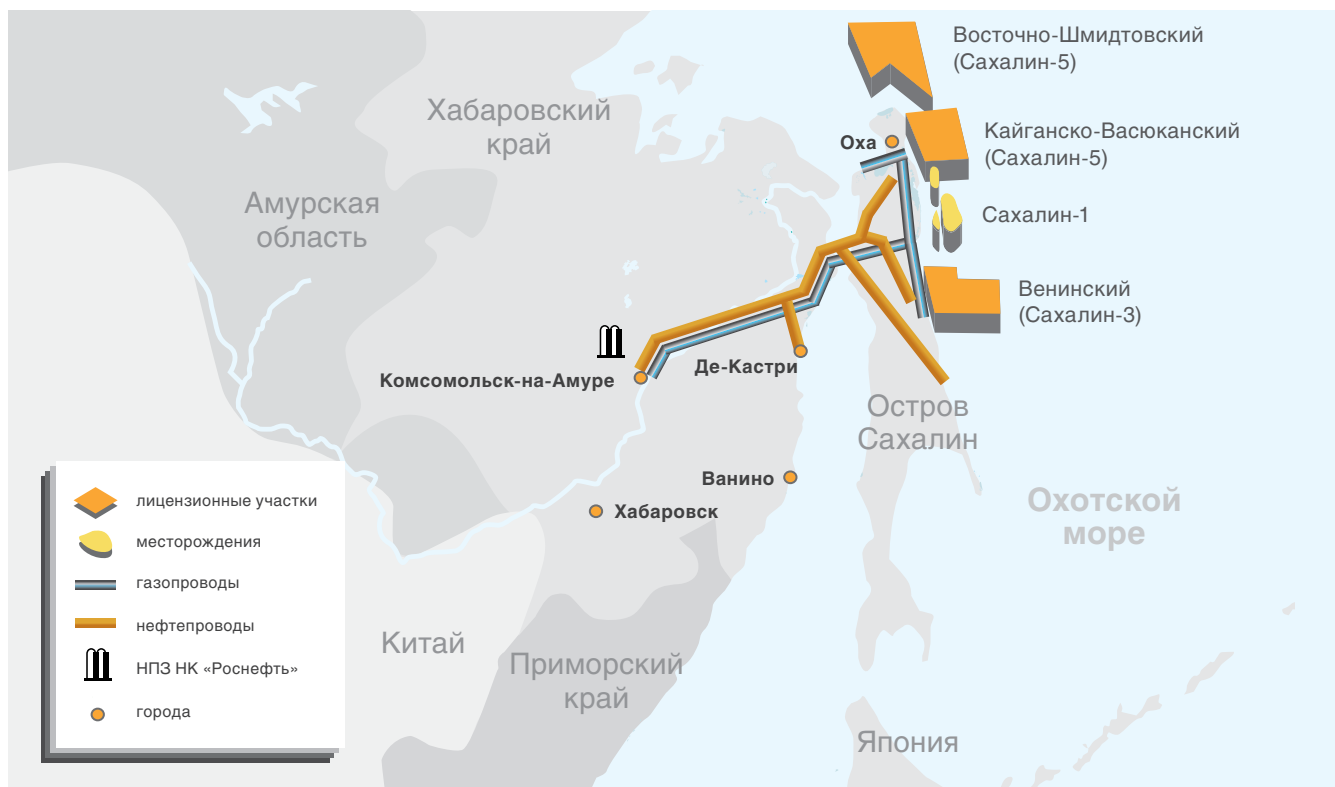 Восточно-Шмидтовский
(Сахалин-5)
Хабаровский
край
Оха
Кайганско-Васюканский
(Сахалин-5)
Амурская
область
Сахалин-1
Венинский
(Сахалин-3)
Де-Кастри
Комсомольск-на-Амуре
Остров
Сахалин
Ванино
Хабаровск
Охотской
море
лицензионные участки
месторождения
газопроводы
нефтепроводы
НПЗ НК «Роснефть»
города
Китай
Приморский
край
Япония